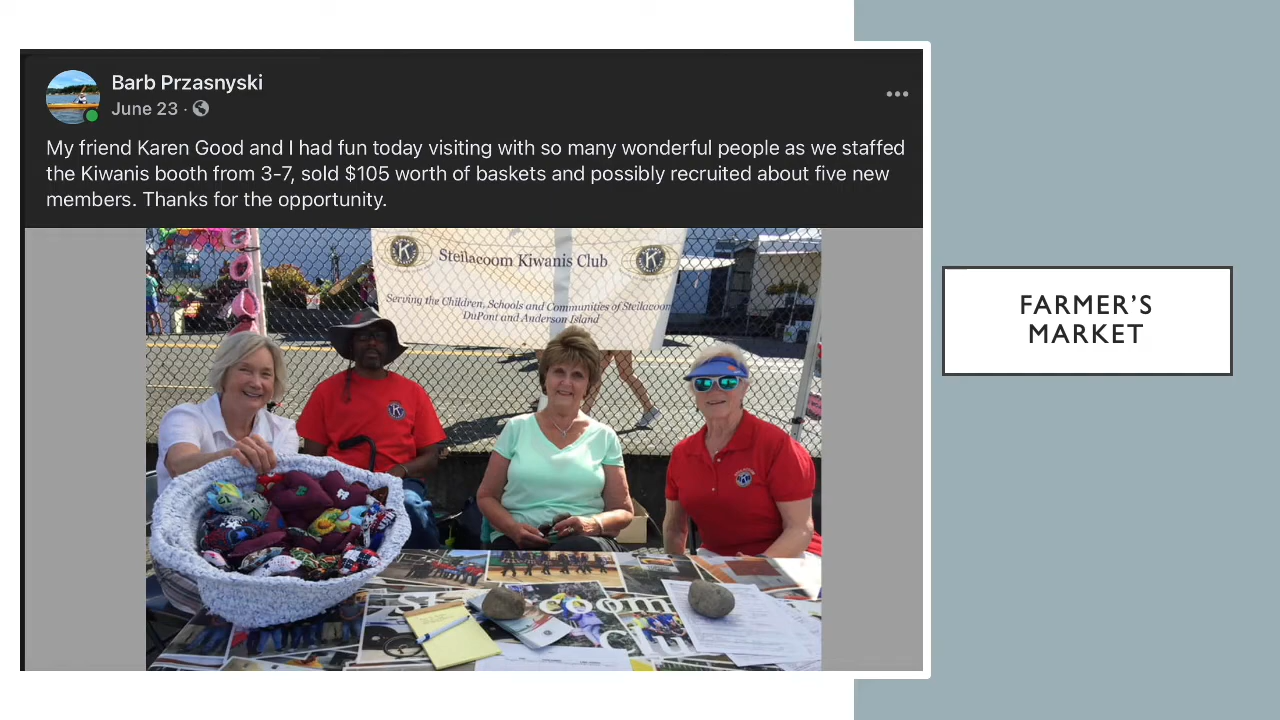 Barb Przasnyski
June 23 ·
My friend Karen Good and I had fun today visiting with so many wonderful people as we staffed
the Kiwanis booth from 3-7, sold $105 worth of baskets and possibly recruited about five new
members. Thanks for the opportunity.
K
K
Steilacoom Kiwanis Club
Serving the Children, Schools and Communities of Steilacoom
DuPont and Anderson Island
K
K
coom
Clu
FARMER'S
MARKET